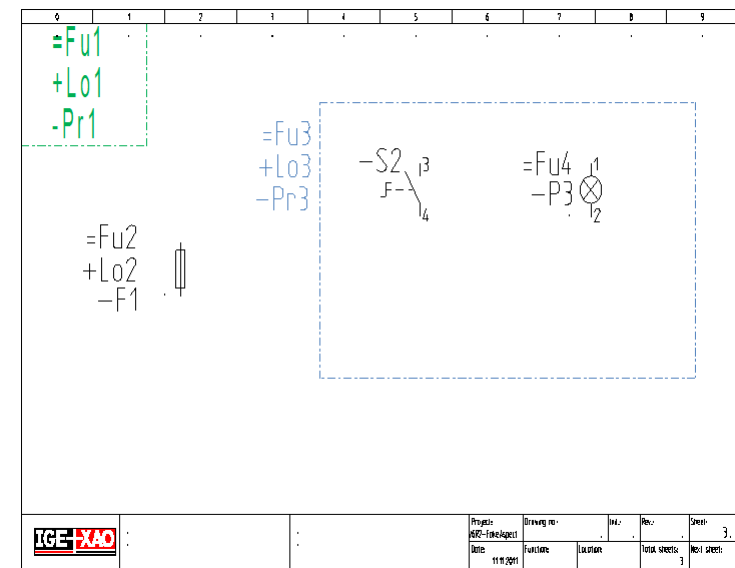 0 1 2 3 4 5 6 7 8 9
=Fu1
+Lo1
-Pr1
=Fu3
+Lo3
-Pr3
-S2
3
4
=Fu4
-P3
1
2
=Fu2
+Lo2
-F1
IGE+XAO
:
:
Project: Drawing no.: Init.: Rev.: Sheet:
. . . 3.
Date: Function: Location: Total sheets: Next sheet:
11.11.2011 3